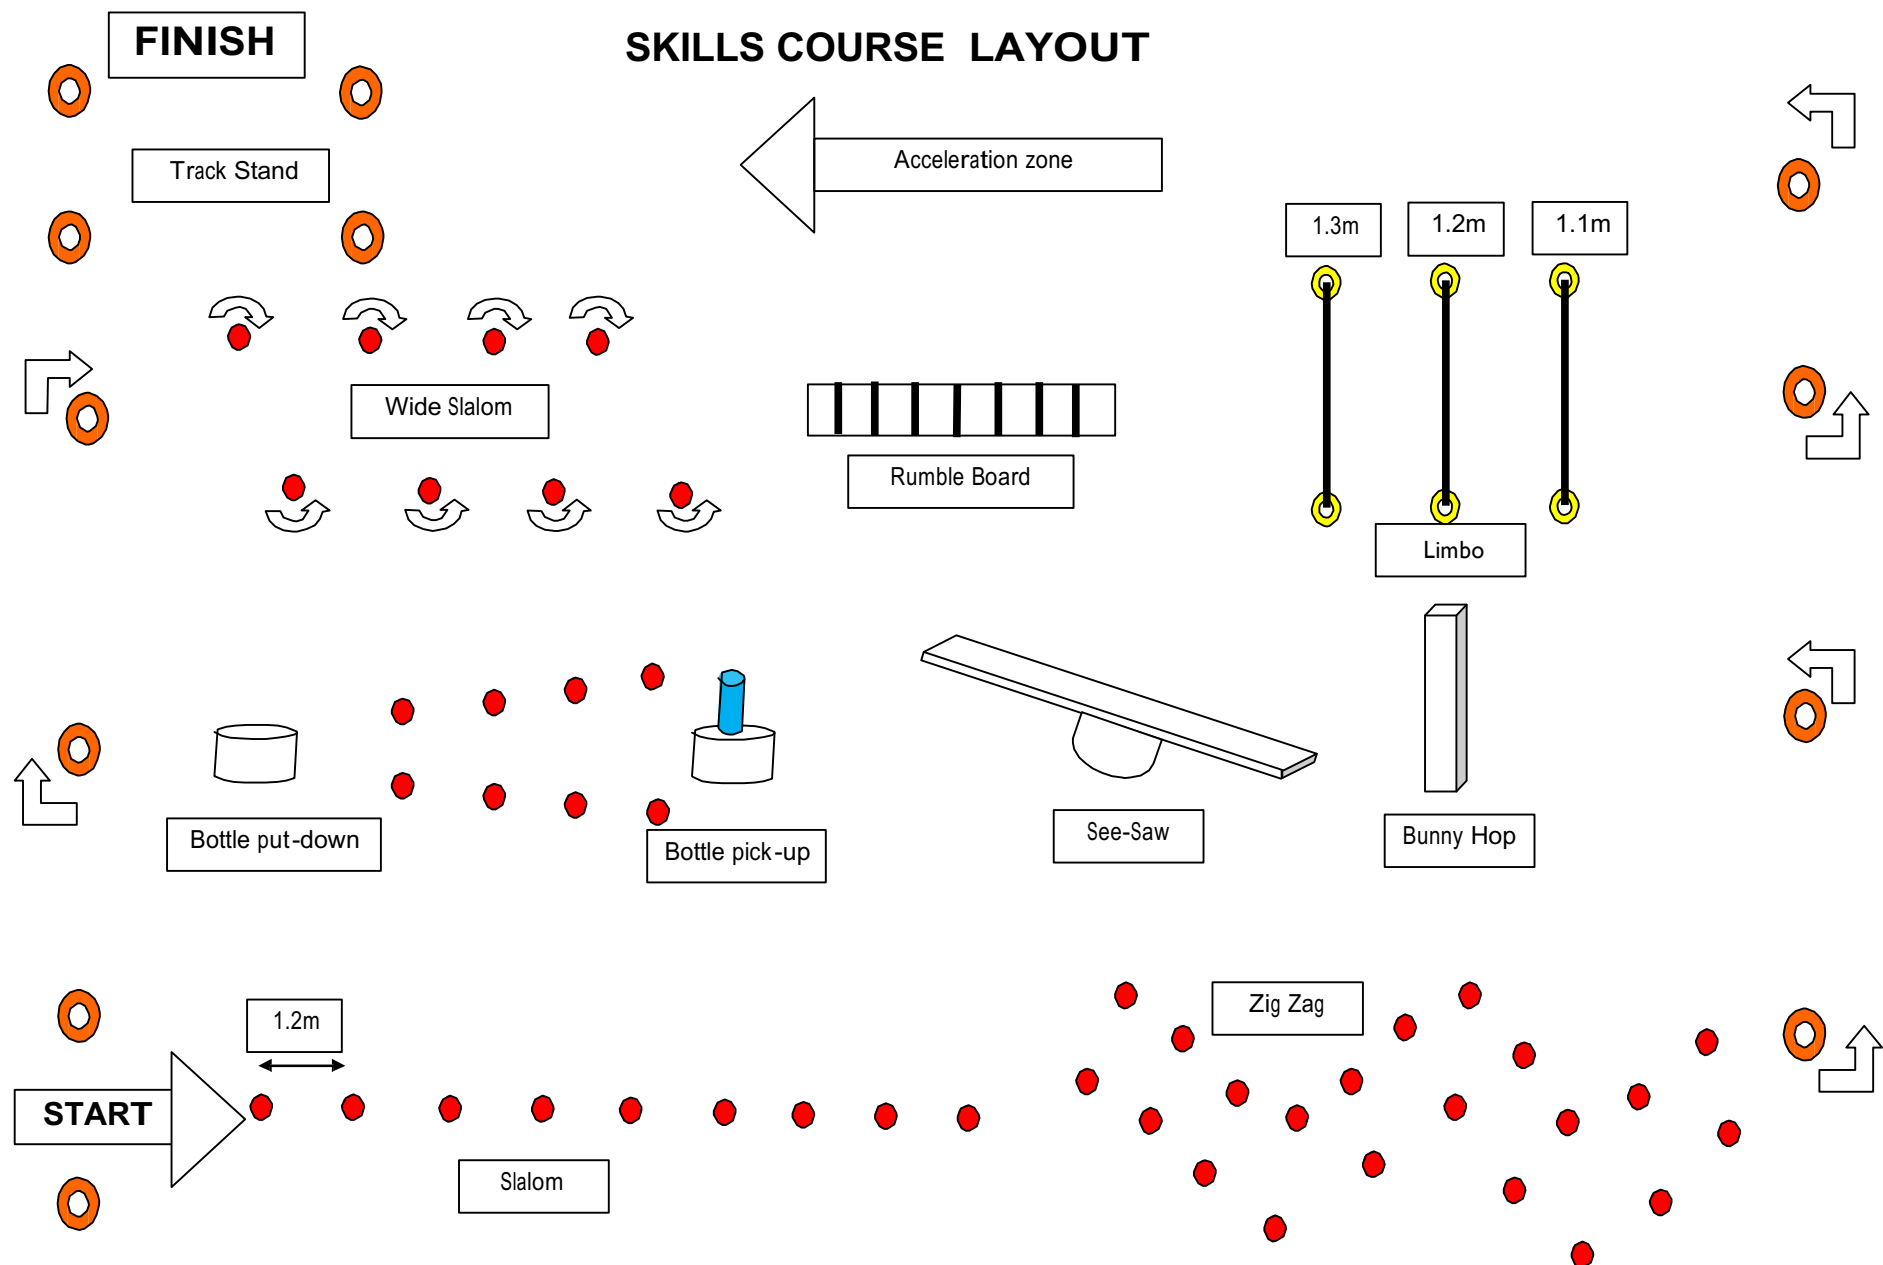 FINISH
SKILLS COURSE LAYOUT
Track Stand
Acceleration zone
1.3m
1.2m
1.1m
Wide Slalom
Rumble Board
Limbo
Bottle put-down
Bottle pick-up
See-Saw
Bunny Hop
1.2m
Zig Zag
START
Slalom